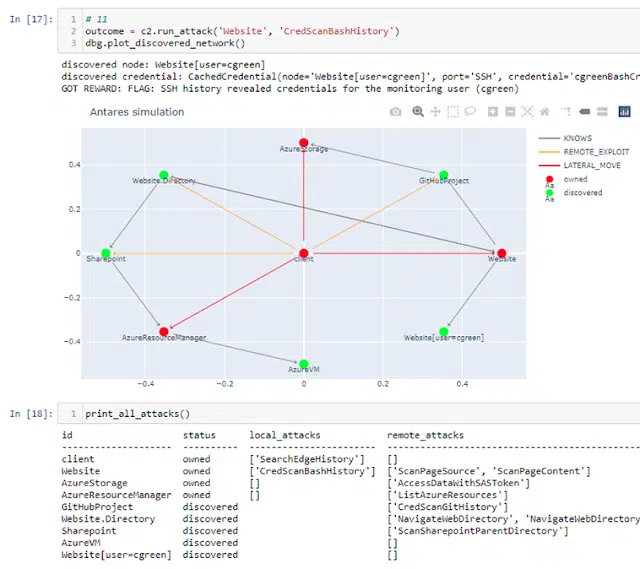 In [17]:
1 # 11
2 outcome = c2.run_attack('Website', 'CredScanBashHistory')
3 dbg.plot_discovered_network()
discovered node: Website[user=cgreen]
discovered credential: CachedCredential(node='Website[user=cgreen]', port='SSH', credential='cgreenBashCr
GOT REWARD: FLAG: SSH history revealed credentials for the monitoring user (cgreen)
Antares simulation
KNOWS
REMOTE_EXPLOIT
LATERAL_MOVE
Aa owned
Aa discovered
AzureStorage
0.4
Website.Directory
GitHubProject
0.2
0
Sharepoint
client
Website
−0.2
AzureResourceManager
Website[user=cgreen]
−0.4
AzureVM
−0.4 −0.2 0 0.2 0.4
In [18]:
1 print_all_attacks()
id status local_attacks remote_attacks
client owned ['SearchEdgeHistory'] []
Website owned ['CredScanBashHistory'] ['ScanPageSource', 'ScanPageContent']
AzureStorage owned [] ['AccessDataWithSASToken']
AzureResourceManager owned [] ['ListAzureResources']
GitHubProject discovered ['CredScanGitHistory']
Website.Directory discovered ['NavigateWebDirectory', 'NavigateWebDirectory
Sharepoint discovered ['ScanSharepointParentDirectory']
AzureVM discovered []
Website[user=cgreen] discovered []